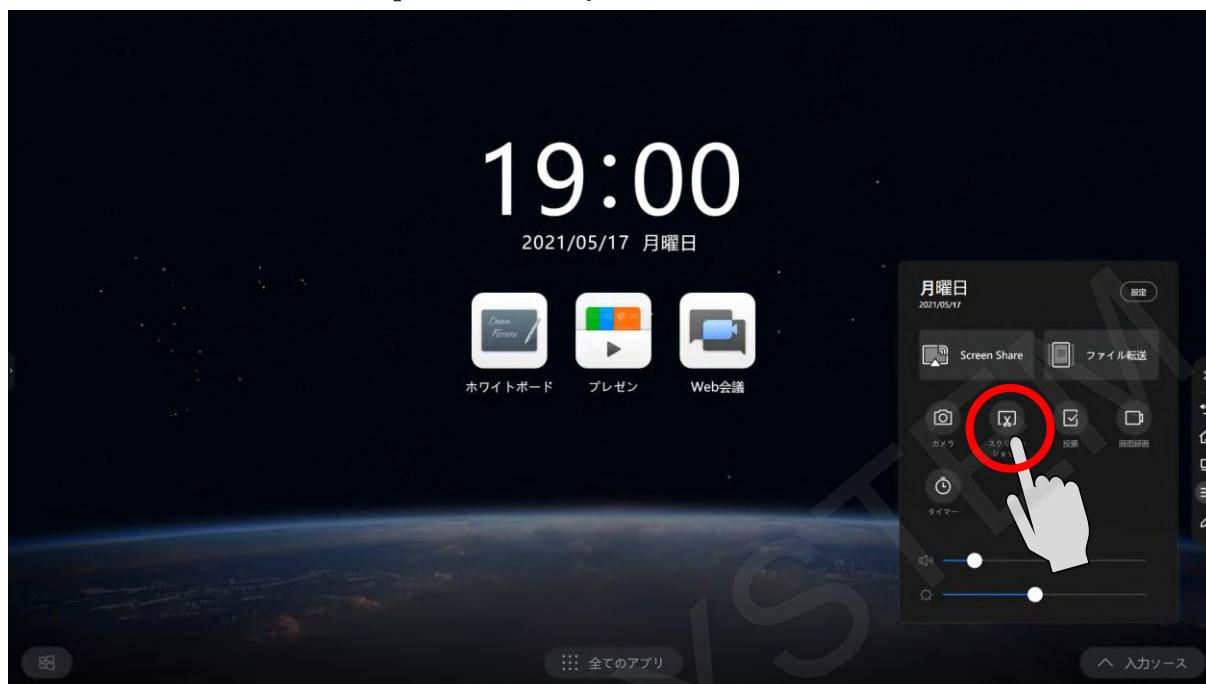 19:00
2021/05/17 月曜日
Dream
Future
ホワイトボード
プレゼン
Web会議
月曜日
2021/05/17
設定
Screen Share
ファイル転送
カメラ
投票
画面録画
タイマー
全てのアプリ
入力ソース
YSTEM